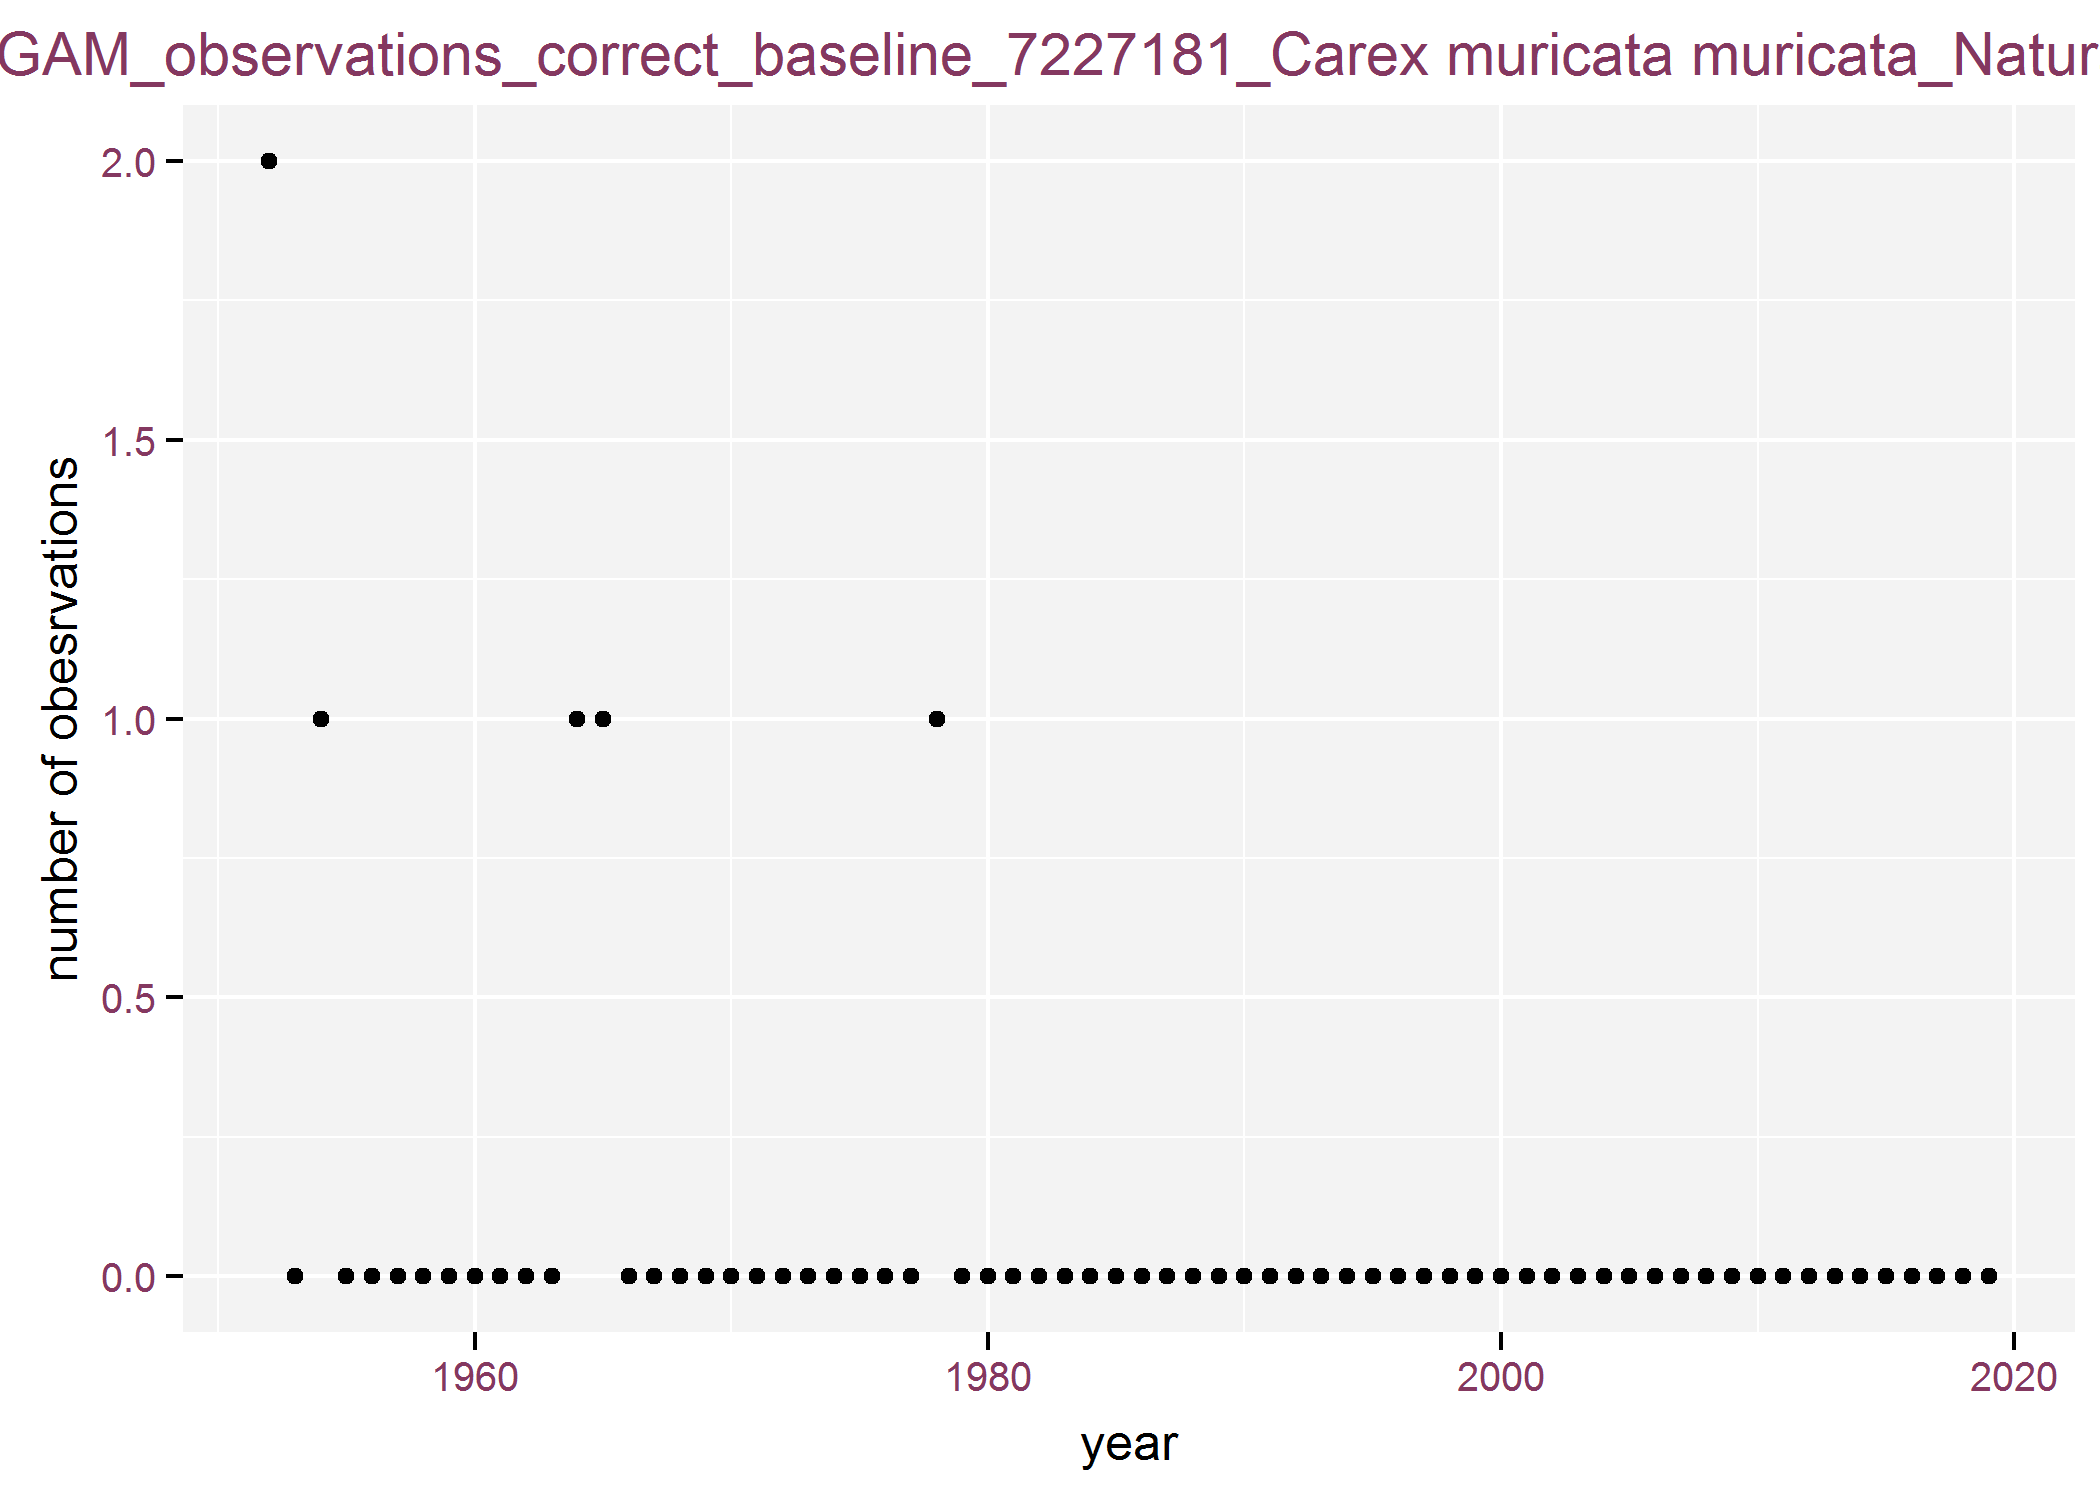 GAM_observations_correct_baseline_7227181_Carex muricata muricata_Natur
2.0
1.5
1.0
0.5
0.0
number of obesrvations
1960 1980 2000 2020
year